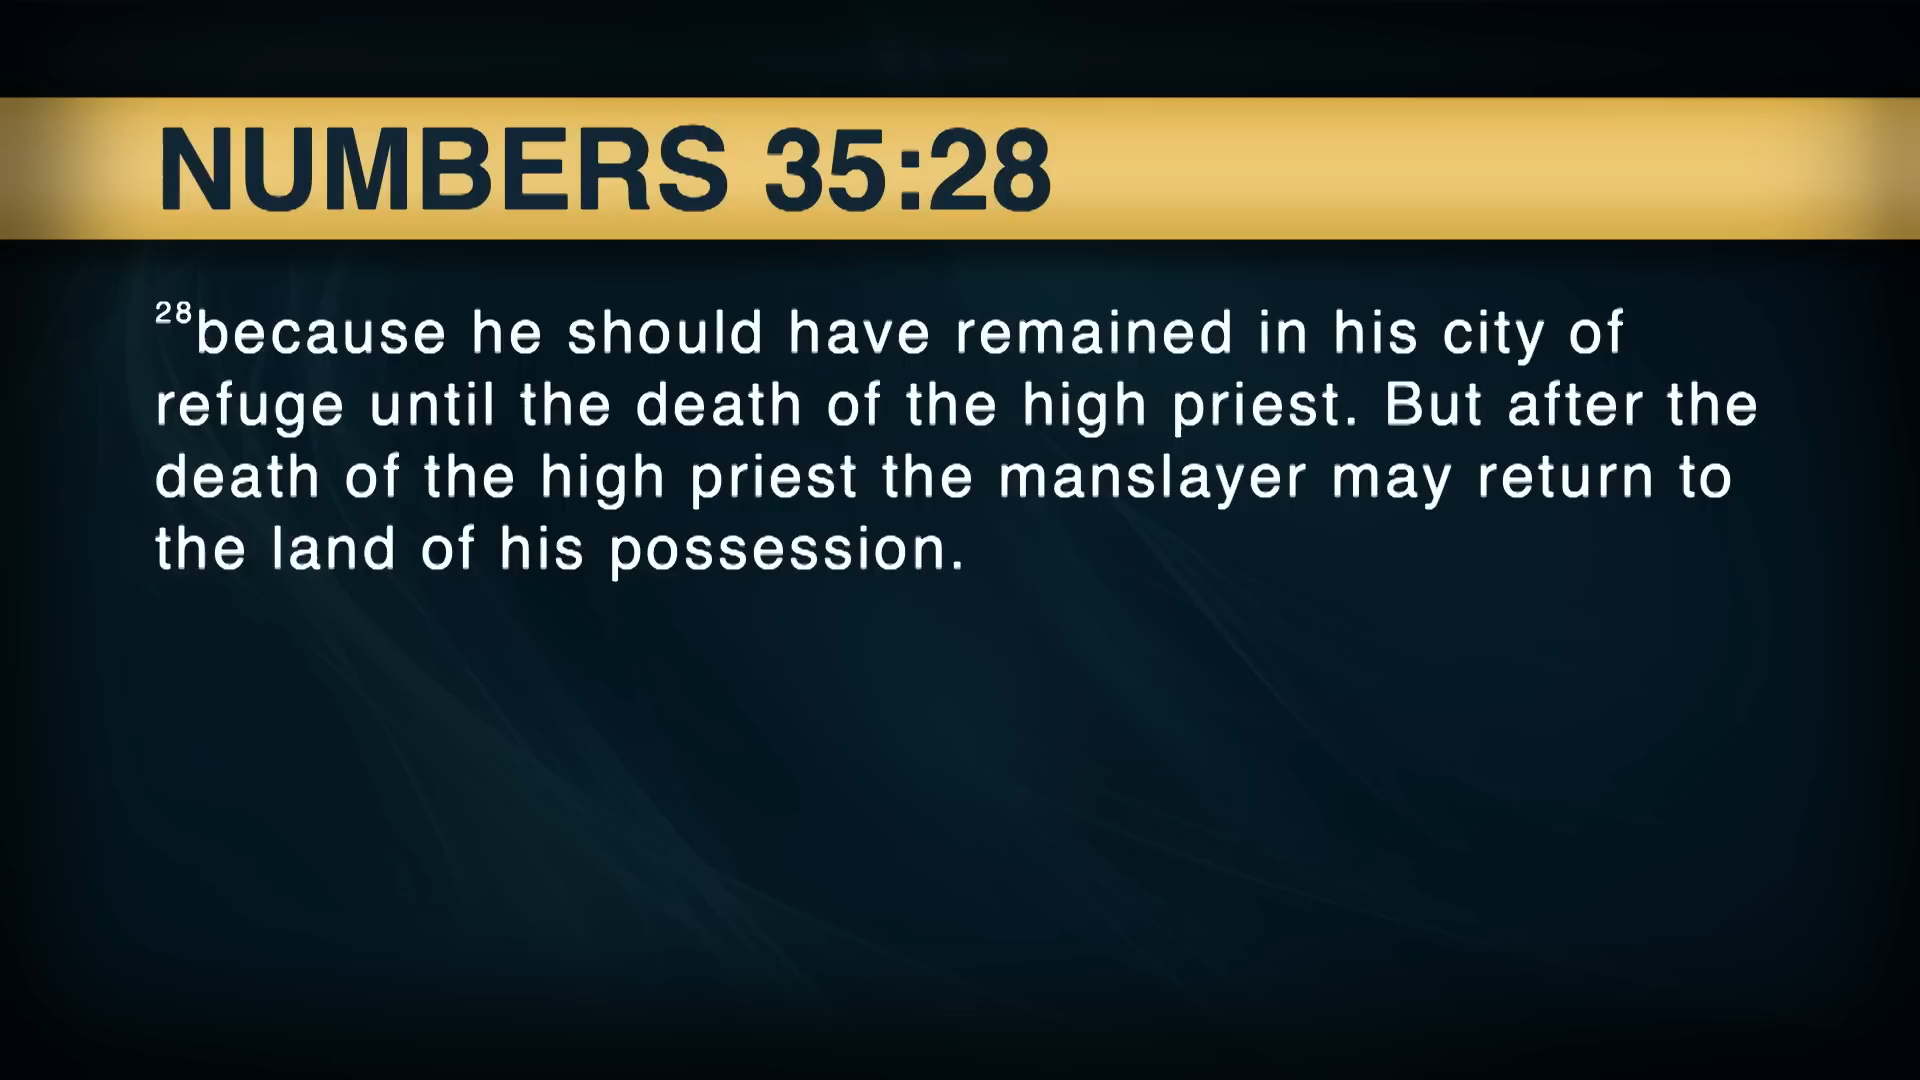 NUMBERS 35:28
28because he should have remained in his city of
refuge until the death of the high priest. But after the
death of the high priest the manslayer may return to
the land of his possession.